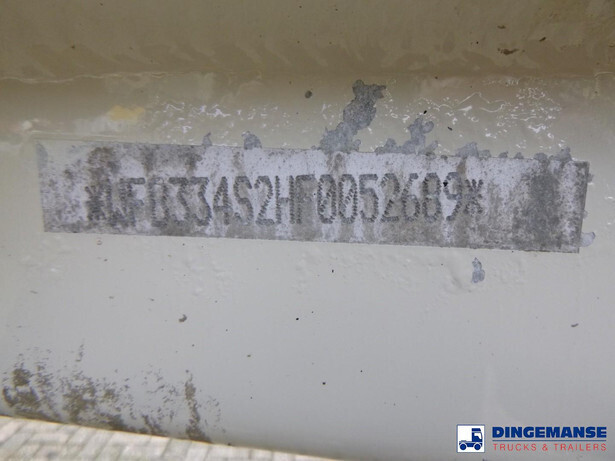 *WF0334S2HF0052689*
DINGEMANSE
TRUCKS & TRAILERS